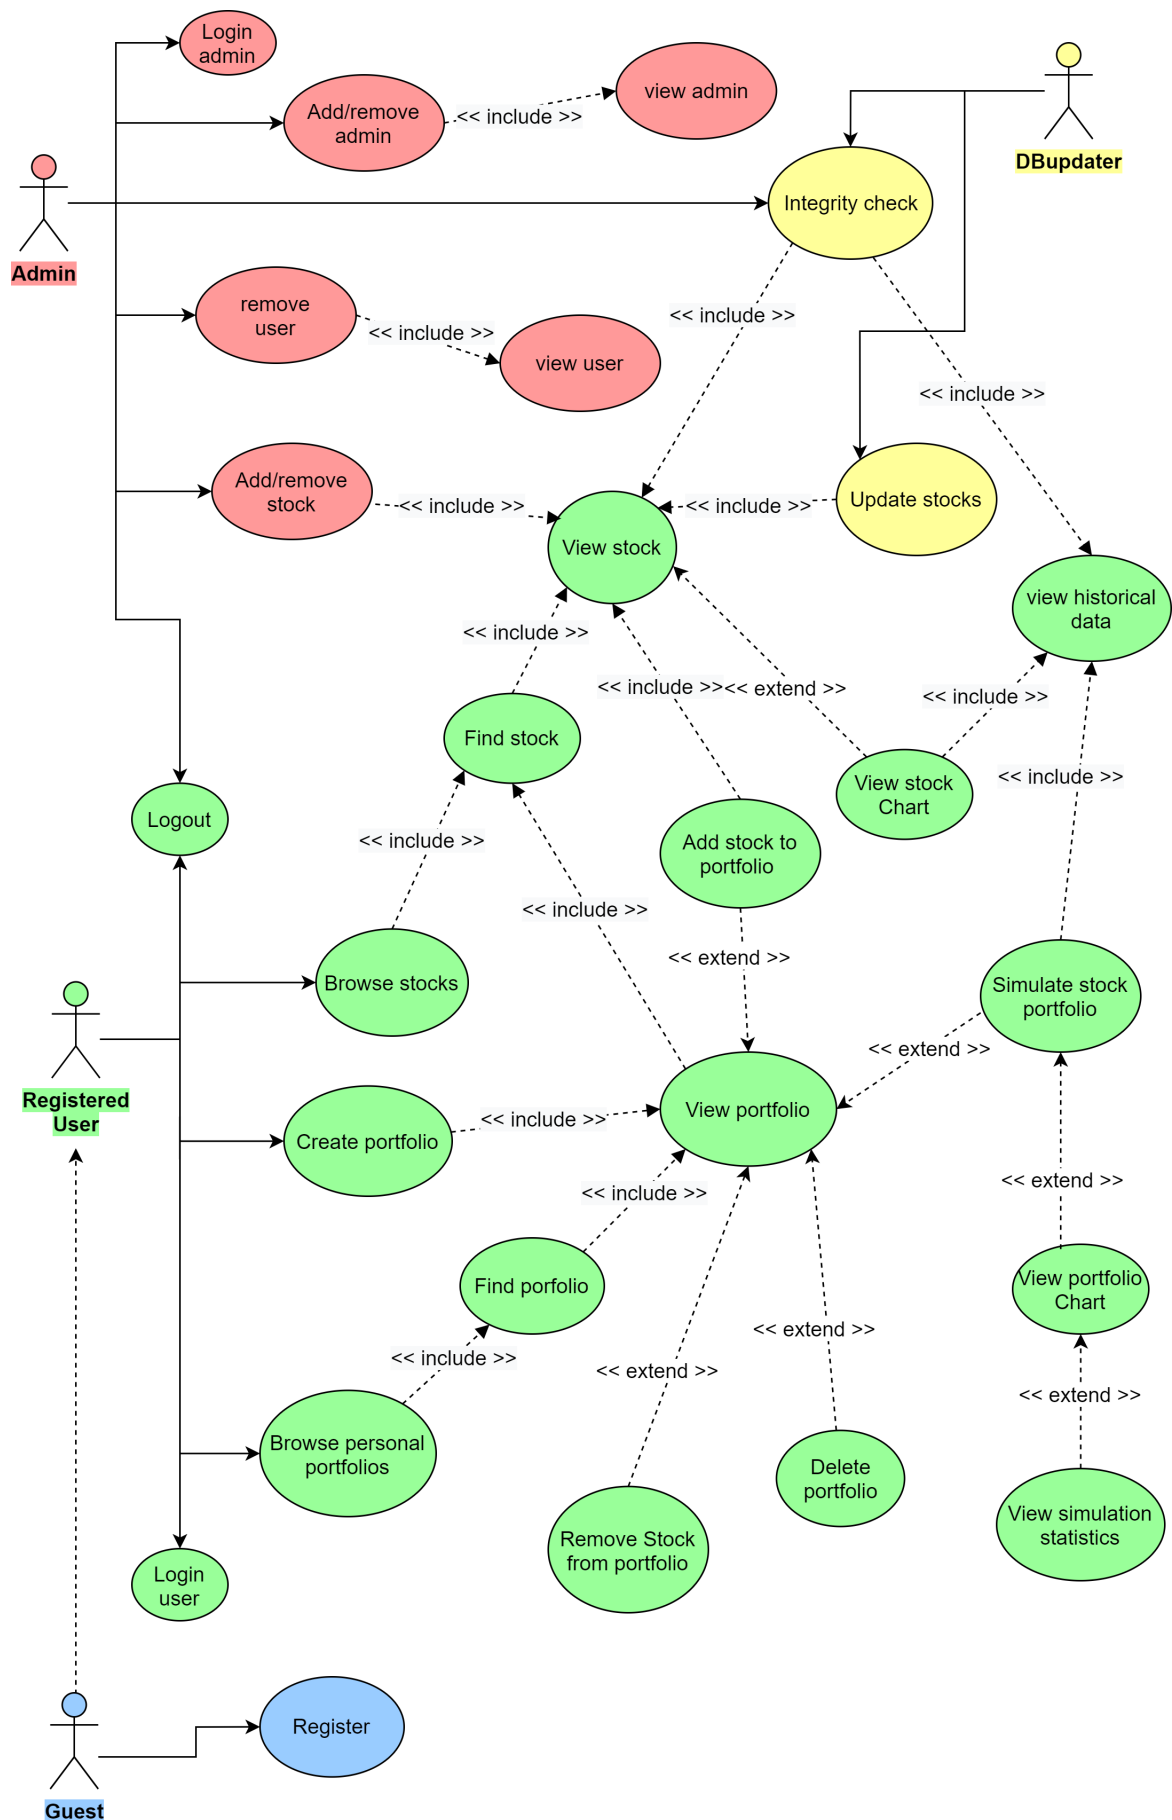 Login
admin
Add/remove
admin
<< include >>
view admin
DBupdater
Integrity check
Admin
remove
user
<< include >>
view user
<< include >>
<< include >>
Add/remove
stock
<< include >>
View stock
<< include >>
Update stocks
view historical
data
<< include >>
<< include >>
<< extend >>
<< include >>
Find stock
View stock
Chart
<< include >>
Logout
<< include >>
Add stock to
portfolio
<< include >>
<< extend >>
Browse stocks
Simulate stock
portfolio
<< extend >>
Registered
User
Create portfolio
<< include >>
View portfolio
<< include >>
<< extend >>
Find porfolio
View portfolio
Chart
<< include >>
<< extend >>
<< extend >>
<< extend >>
Browse personal
portfolios
Delete
portfolio
Remove Stock
from portfolio
View simulation
statistics
Login
user
Register
Guest